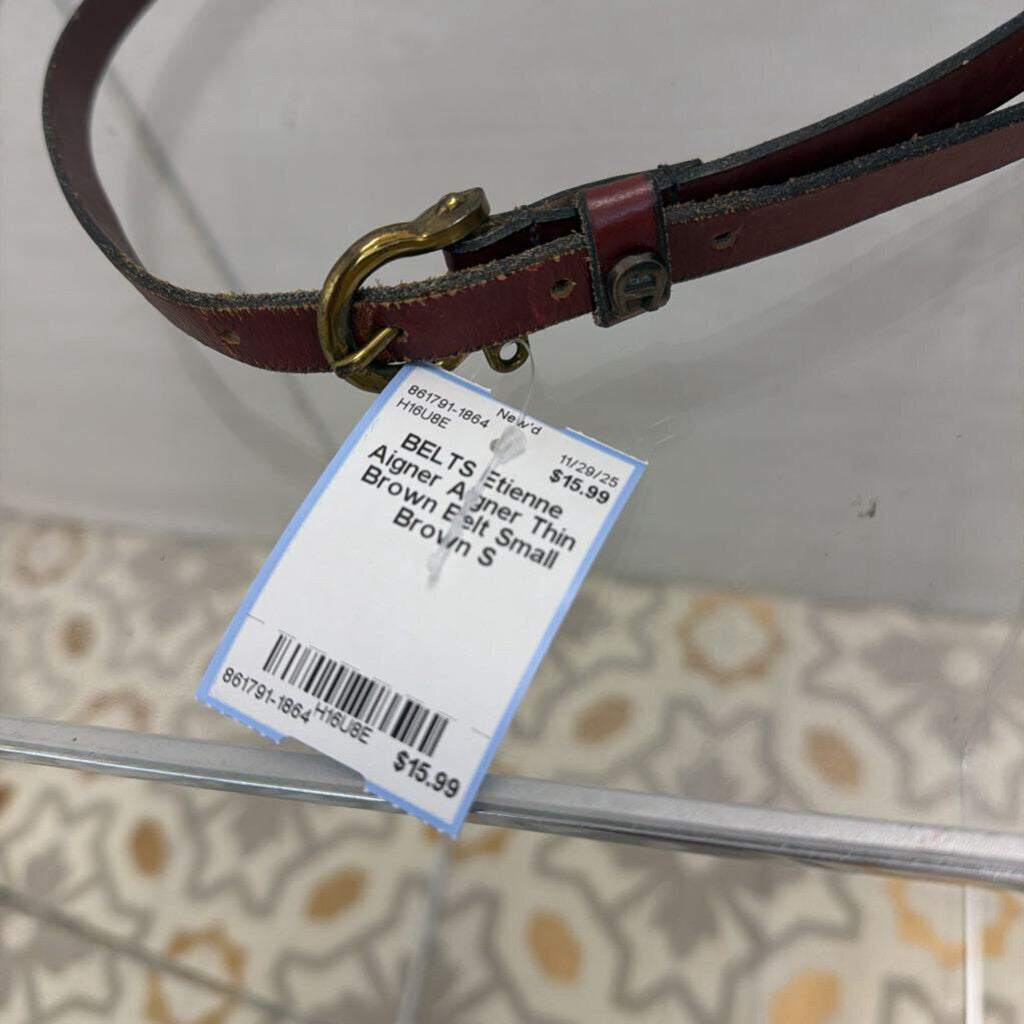 861791-1864 New'd
H16U8E 11/29/25
$15.99
BELTS Etienne
Aigner Aigner Thin
Brown Belt Small
Brown S
861791-1864 H16U8E
$15.99